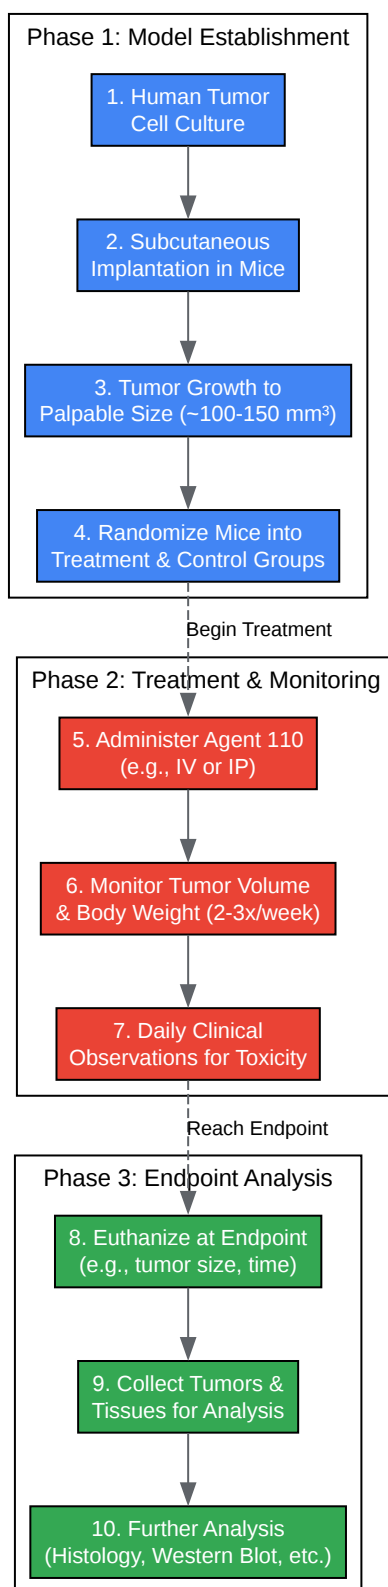 Phase 1: Model Establishment
1. Human Tumor
Cell Culture
2. Subcutaneous
Implantation in Mice
3. Tumor Growth to
Palpable Size (~100-150 mm³)
4. Randomize Mice into
Treatment & Control Groups
Begin Treatment
Phase 2: Treatment & Monitoring
5. Administer Agent 110
(e.g., IV or IP)
6. Monitor Tumor Volume
& Body Weight (2-3x/week)
7. Daily Clinical
Observations for Toxicity
Reach Endpoint
Phase 3: Endpoint Analysis
8. Euthanize at Endpoint
(e.g., tumor size, time)
9. Collect Tumors &
Tissues for Analysis
10. Further Analysis
(Histology, Western Blot, etc.)